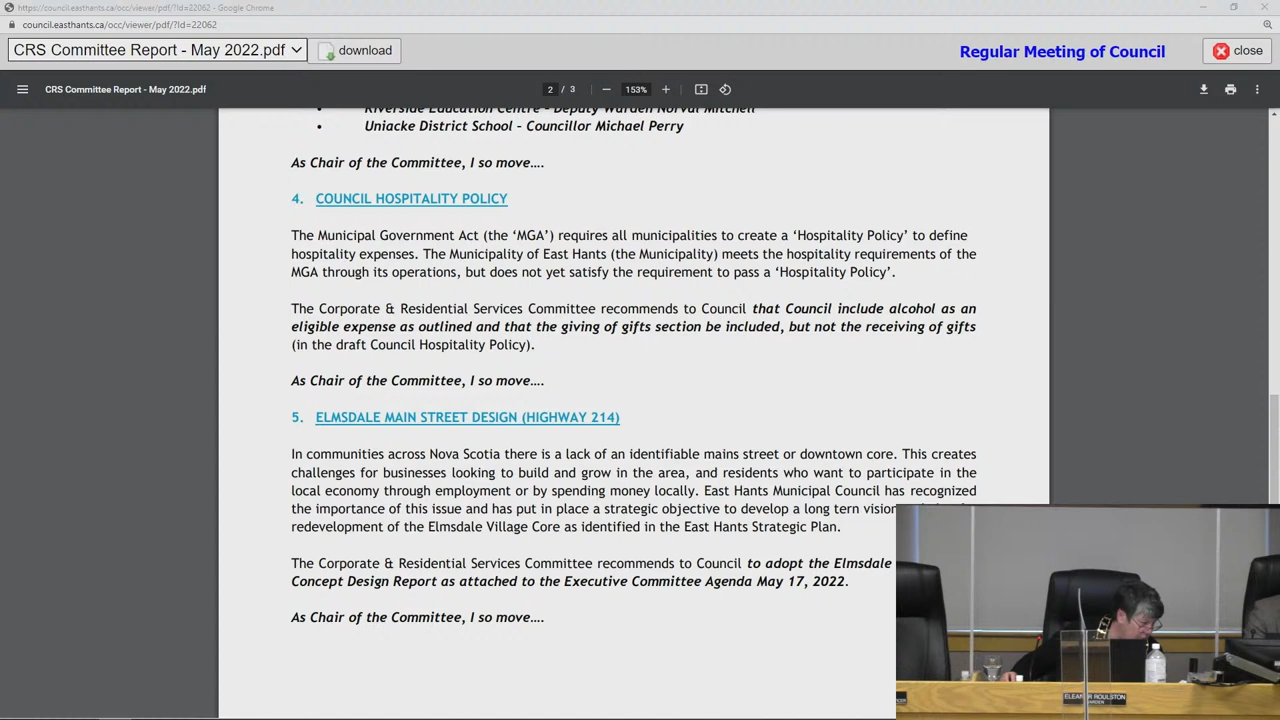 https://council.easthants.ca/occ/viewer/pdf/?Id=22062 - Google Chrome
council.easthants.ca/occ/viewer/pdf/?Id=22062
CRS Committee Report - May 2022.pdf download Regular Meeting of Council close
CRS Committee Report - May 2022.pdf 2 / 3 153%
• Riverside Education Centre - Deputy Warden Norval Mitchell
• Uniacke District School – Councillor Michael Perry
As Chair of the Committee, I so move….
4. COUNCIL HOSPITALITY POLICY
The Municipal Government Act (the ‘MGA’) requires all municipalities to create a ‘Hospitality Policy’ to define
hospitality expenses. The Municipality of East Hants (the Municipality) meets the hospitality requirements of the
MGA through its operations, but does not yet satisfy the requirement to pass a ‘Hospitality Policy’.
The Corporate & Residential Services Committee recommends to Council that Council include alcohol as an
eligible expense as outlined and that the giving of gifts section be included, but not the receiving of gifts
(in the draft Council Hospitality Policy).
As Chair of the Committee, I so move….
5. ELMSDALE MAIN STREET DESIGN (HIGHWAY 214)
In communities across Nova Scotia there is a lack of an identifiable mains street or downtown core. This creates
challenges for businesses looking to build and grow in the area, and residents who want to participate in the
local economy through employment or by spending money locally. East Hants Municipal Council has recognized
the importance of this issue and has put in place a strategic objective to develop a long tern vision
redevelopment of the Elmsdale Village Core as identified in the East Hants Strategic Plan.
The Corporate & Residential Services Committee recommends to Council to adopt the Elmsdale
Concept Design Report as attached to the Executive Committee Agenda May 17, 2022.
As Chair of the Committee, I so move….
ELEANOR ROULSTON
WARDEN